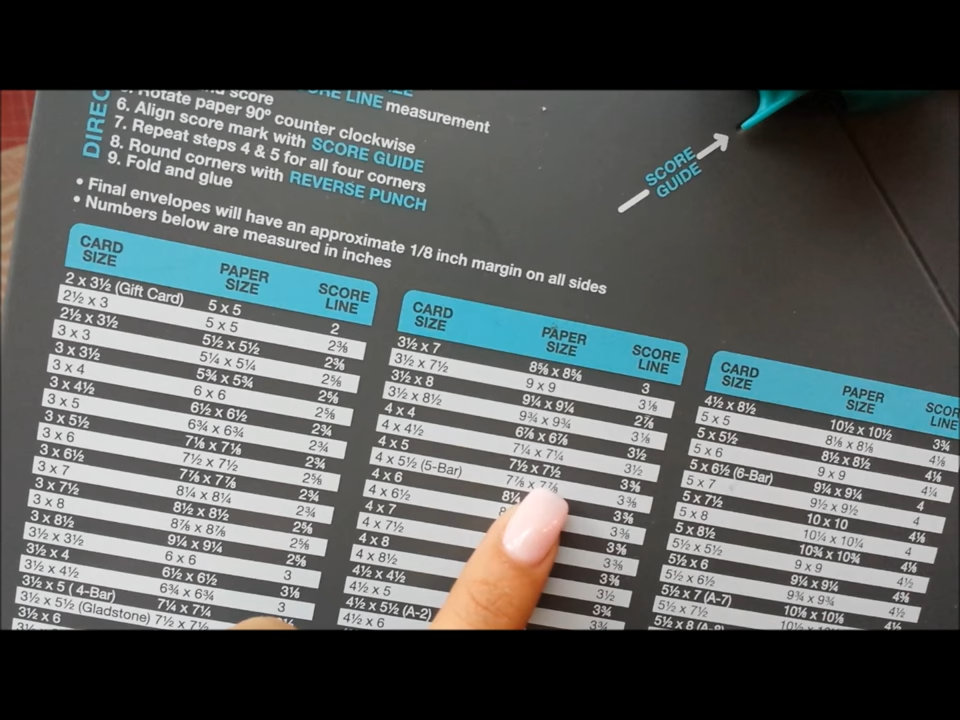 SCORE LINE measurement
5. Rotate paper 90º counter clockwise
6. Align score mark with SCORE GUIDE
7. Repeat steps 4 & 5 for all four corners
8. Round corners with REVERSE PUNCH
9. Fold and glue
• Final envelopes will have an approximate 1/8 inch margin on all sides
• Numbers below are measured in inches
SCORE GUIDE
CARD SIZE PAPER SIZE SCORE LINE
2 x 3½ (Gift Card) 5 x 5 2
2½ x 3 5 x 5 2⅜
2½ x 3½ 5½ x 5½ 2⅜
3 x 3 5¼ x 5¼ 2⅝
3 x 3½ 5¾ x 5¾ 2⅝
3 x 4 6 x 6 2⅝
3 x 4½ 6½ x 6½ 2¾
3 x 5 6¾ x 6¾ 2¾
3 x 5½ 7⅛ x 7⅛ 2¾
3 x 6 7½ x 7½ 2¾
3 x 6½ 7⅞ x 7⅞ 2¾
3 x 7 8¼ x 8¼ 2¾
3 x 7½ 8½ x 8½ 2⅝
3 x 8 8⅞ x 8⅞ 2⅝
3 x 8½ 9¼ x 9¼ 2⅝
3½ x 3½ 6 x 6 3
3½ x 4 6½ x 6½ 3⅛
3½ x 4½ 6¾ x 6¾ 3
3½ x 5 (4-Bar) 7¼ x 7¼
3½ x 5½ (Gladstone) 7½ x 7½
3½ x 6
CARD SIZE PAPER SIZE SCORE LINE
3½ x 7 8⅝ x 8⅝ 3
3½ x 7½ 9 x 9 3⅛
3½ x 8 9¼ x 9¼ 2⅞
3½ x 8½ 9¾ x 9¾ 3⅛
4 x 4 6⅞ x 6⅞ 3½
4 x 4½ 7¼ x 7¼ 3½
4 x 5 7½ x 7½ 3⅜
4 x 5½ (5-Bar) 7⅞ x 7⅞ 3⅜
4 x 6 8¼ 3⅜
4 x 6½ 3⅜
4 x 7 3⅜
4 x 7½ 3⅜
4 x 8 3⅜
4 x 8½ 3½
4½ x 4½ 3¾
4½ x 5 3¾
4½ x 5½ (A-2)
4½ x 6
CARD SIZE PAPER SIZE
4½ x 8½ 10½ x 10½ 3¾
5 x 5 8⅛ x 8⅛ 4⅛
5 x 5½ 8½ x 8½ 4⅛
5 x 6 9 x 9 4¼
5 x 6½ (6-Bar) 9¼ x 9¼ 4
5 x 7 9½ x 9½ 4
5 x 7½ 10 x 10 4⅛
5 x 8 10¼ x 10¼ 4
5 x 8½ 10¾ x 10¾ 4⅛
5½ x 5½ 9 x 9 4½
5½ x 6 9¼ x 9¼ 4⅜
5½ x 6½ 9¾ x 9¾ 4½
5½ x 7 (A-7) 10⅛ x 10⅛
5½ x 7½
5½ x 8